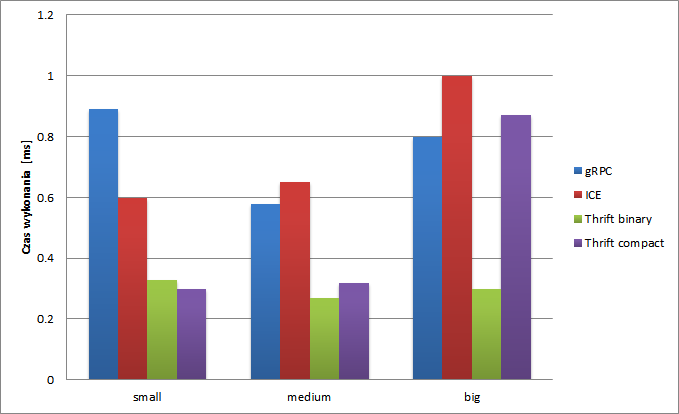 1.2
1
0.8
0.6
0.4
0.2
0
Czas wykonania [ms]
small
medium
big
gRPC
ICE
Thrift binary
Thrift compact